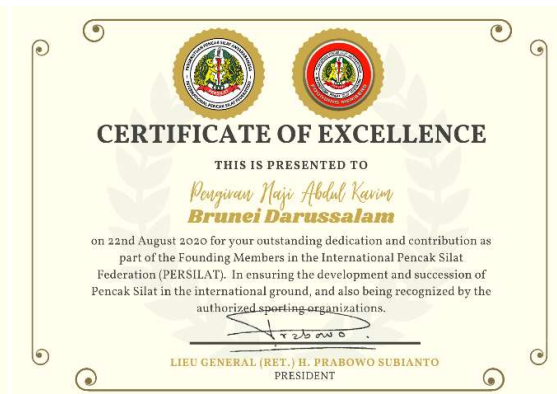 CERTIFICATE OF EXCELLENCE
THIS IS PRESENTED TO
Pengiran Haji Abdul Karim
Brunei Darussalam
on 22nd August 2020 for your outstanding dedication and contribution as
part of the Founding Members in the International Pencak Silat
Federation (PERSILAT). In ensuring the development and succession of
Pencak Silat in the international ground, and also being recognized by the
authorized sporting organizations.
Prabowo
LIEU GENERAL (RET.) H. PRABOWO SUBIANTO
PRESIDENT